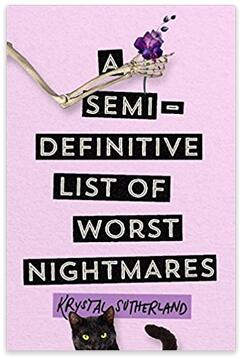 A
SEMI-
DEFINITIVE
LIST OF
WORST
NIGHTMARES
KRYSTAL SUTHERLAND